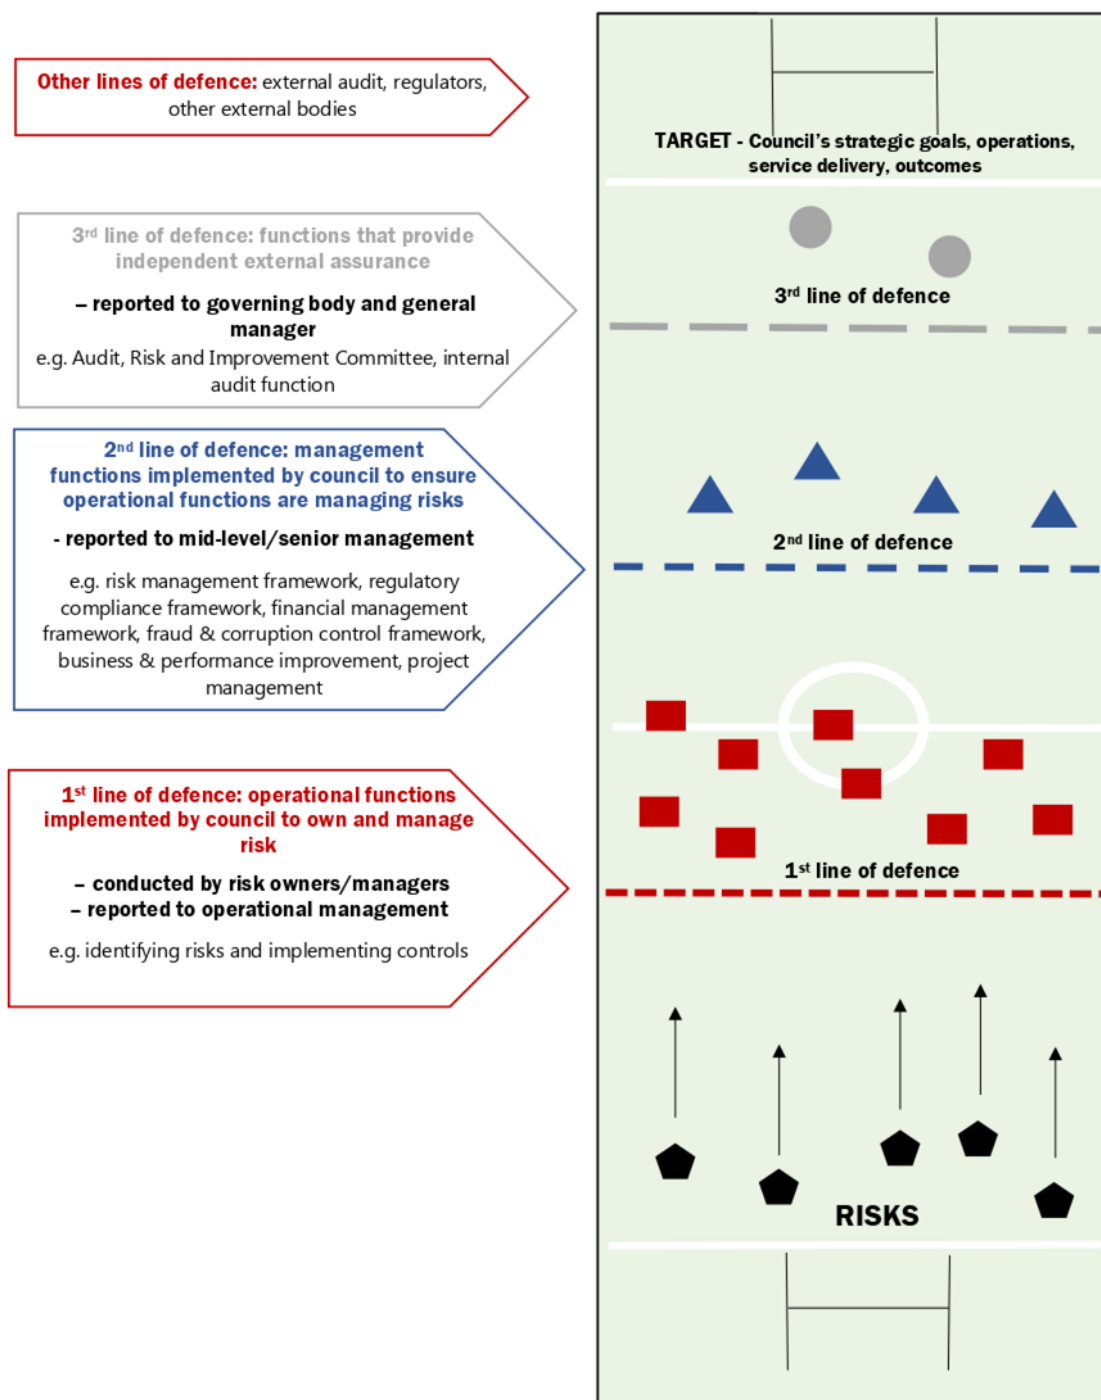 Other lines of defence: external audit, regulators,
other external bodies
3rd line of defence: functions that provide
independent external assurance
– reported to governing body and general
manager
e.g. Audit, Risk and Improvement Committee, internal
audit function
2nd line of defence: management
functions implemented by council to ensure
operational functions are managing risks
- reported to mid-level/senior management
e.g. risk management framework, regulatory
compliance framework, financial management
framework, fraud & corruption control framework,
business & performance improvement, project
management
1st line of defence: operational functions
implemented by council to own and manage
risk
– conducted by risk owners/managers
– reported to operational management
e.g. identifying risks and implementing controls
TARGET - Council’s strategic goals, operations,
service delivery, outcomes
3rd line of defence
2nd line of defence
1st line of defence
RISKS